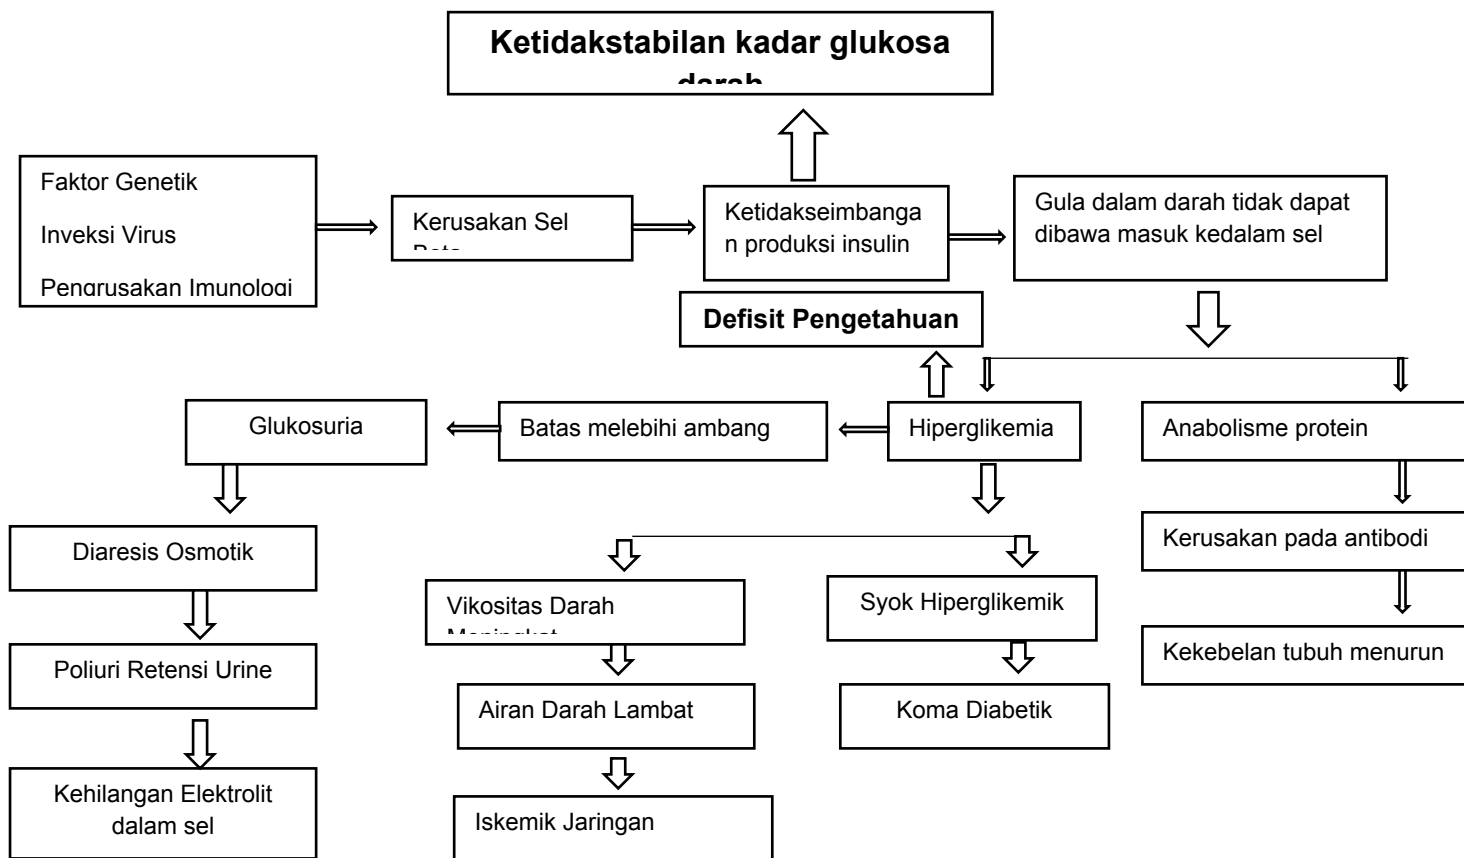 Ketidakstabilan kadar glukosa
darah
Faktor Genetik
Inveksi Virus
Pengrusakan Imunologi
Kerusakan Sel
Beta
Ketidakseimbanga
n produksi insulin
Gula dalam darah tidak dapat
dibawa masuk kedalam sel
Defisit Pengetahuan
Glukosuria
Batas melebihi ambang
Hiperglikemia
Anabolisme protein
Diaresis Osmotik
Vikositas Darah
Meningkat
Syok Hiperglikemik
Kerusakan pada antibodi
Poliuri Retensi Urine
Airan Darah Lambat
Koma Diabetik
Kekebelan tubuh menurun
Kehilangan Elektrolit
dalam sel
Iskemik Jaringan